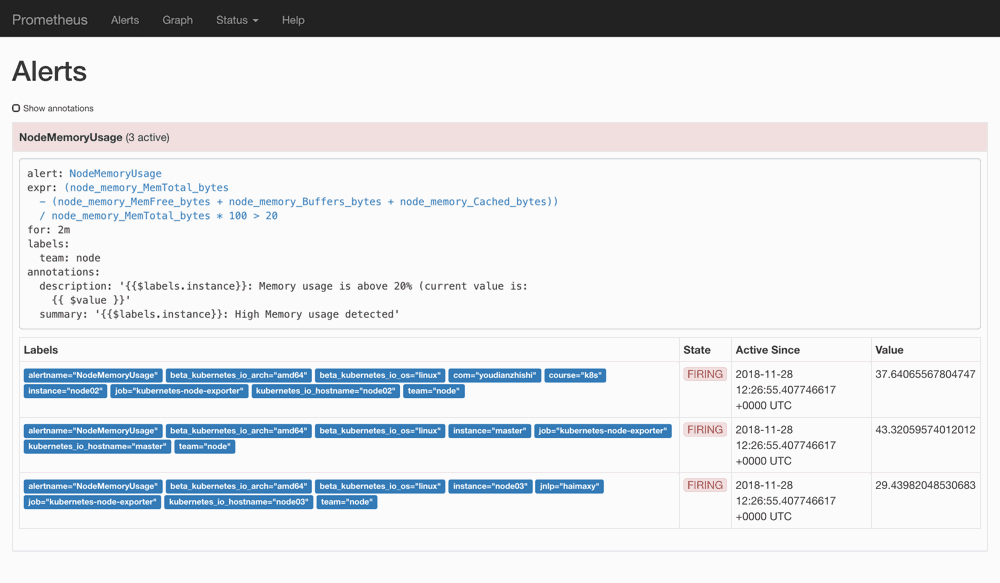 Prometheus Alerts Graph Status Help
Alerts
Show annotations
NodeMemoryUsage (3 active)
alert: NodeMemoryUsage
expr: (node_memory_MemTotal_bytes
- (node_memory_MemFree_bytes + node_memory_Buffers_bytes + node_memory_Cached_bytes))
/ node_memory_MemTotal_bytes * 100 > 20
for: 2m
labels:
team: node
annotations:
description: '{{$labels.instance}}: Memory usage is above 20% (current value is:
{{ $value }}'
summary: '{{$labels.instance}}: High Memory usage detected'
Labels State Active Since Value
alertname="NodeMemoryUsage" beta_kubernetes_io_arch="amd64" beta_kubernetes_io_os="linux" com="youdianzhishi" course="k8s" FIRING 2018-11-28 37.64065567804747
instance="node02" job="kubernetes-node-exporter" kubernetes_io_hostname="node02" team="node" 12:26:55.407746617
+0000 UTC
alertname="NodeMemoryUsage" beta_kubernetes_io_arch="amd64" beta_kubernetes_io_os="linux" instance="master" job="kubernetes-node-exporter" FIRING 2018-11-28 43.32059574012012
kubernetes_io_hostname="master" team="node" 12:26:55.407746617
+0000 UTC
alertname="NodeMemoryUsage" beta_kubernetes_io_arch="amd64" beta_kubernetes_io_os="linux" instance="node03" jnlp="haimaxy" FIRING 2018-11-28 29.43982048530683
job="kubernetes-node-exporter" kubernetes_io_hostname="node03" team="node" 12:26:55.407746617
+0000 UTC